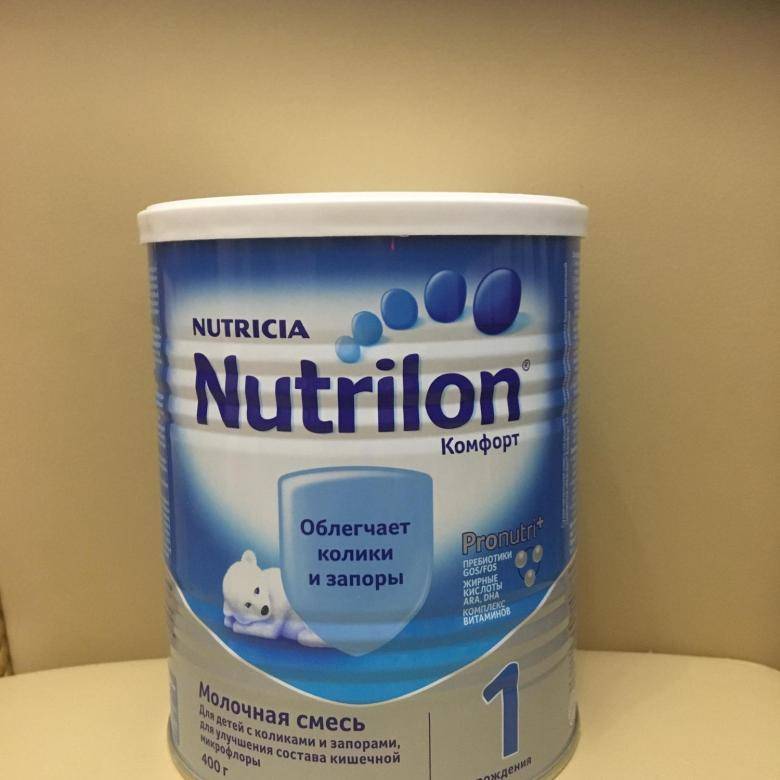 NUTRICIA
Nutrilon®
Комфорт
Облегчает
колики
и запоры
Pronutri+
ПРЕБИОТИКИ
GOS/FOS
ЖИРНЫЕ
КИСЛОТЫ
ARA, DHA
КОМПЛЕКС
ВИТАМИНОВ
Молочная смесь
Для детей с коликами и запорами,
для улучшения состава кишечной
микрофлоры
400 г
1